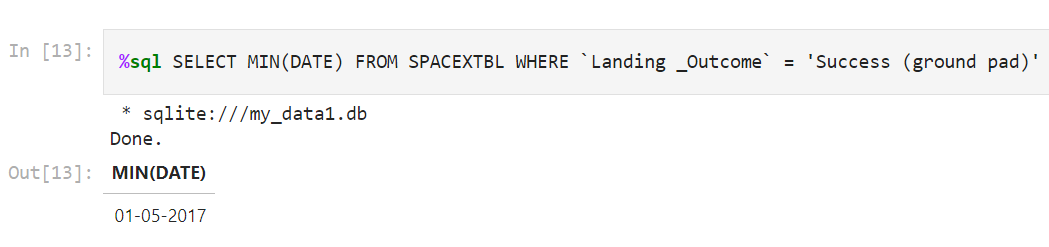 In [13]: %sql SELECT MIN(DATE) FROM SPACEXTBL WHERE `Landing _Outcome` = 'Success (ground pad)'
* sqlite:///my_data1.db
Done.
Out[13]: MIN(DATE)
01-05-2017